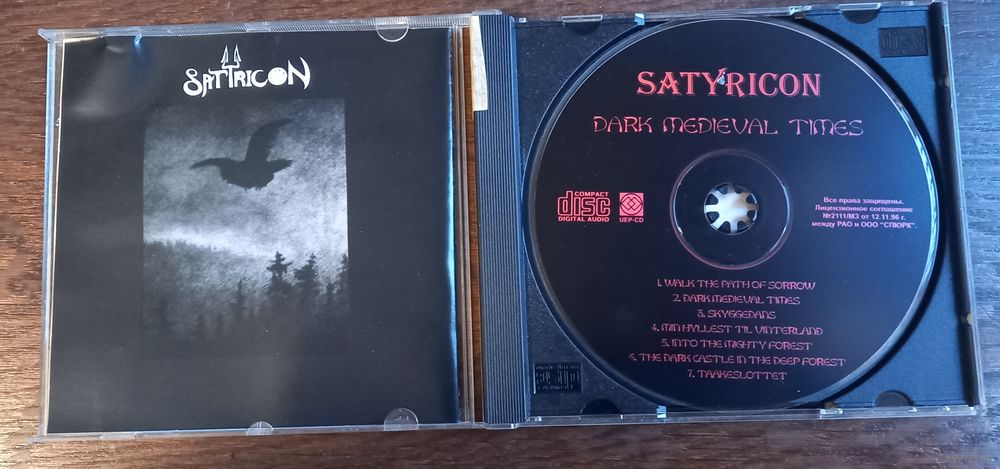 SATYRICON
SATYRICON
DARK MEDIEVAL TIMES
COMPACT
disc
DIGITAL AUDIO
UEP-CD
Все права защищены.
Лицензионное соглашение
№2111/МЗ от 12.11.96 г.
между РАО и ООО "СПЮРК".
1. WALK THE PATH OF SORROW
2. DARK MEDIEVAL TIMES
3. SKYGGEDANS
4. MIN HYLLEST TIL VINTERLAND
5. INTO THE MIGHTY FOREST
6. THE DARK CASTLE IN THE DEEP FOREST
7. TAAKESLOTTET